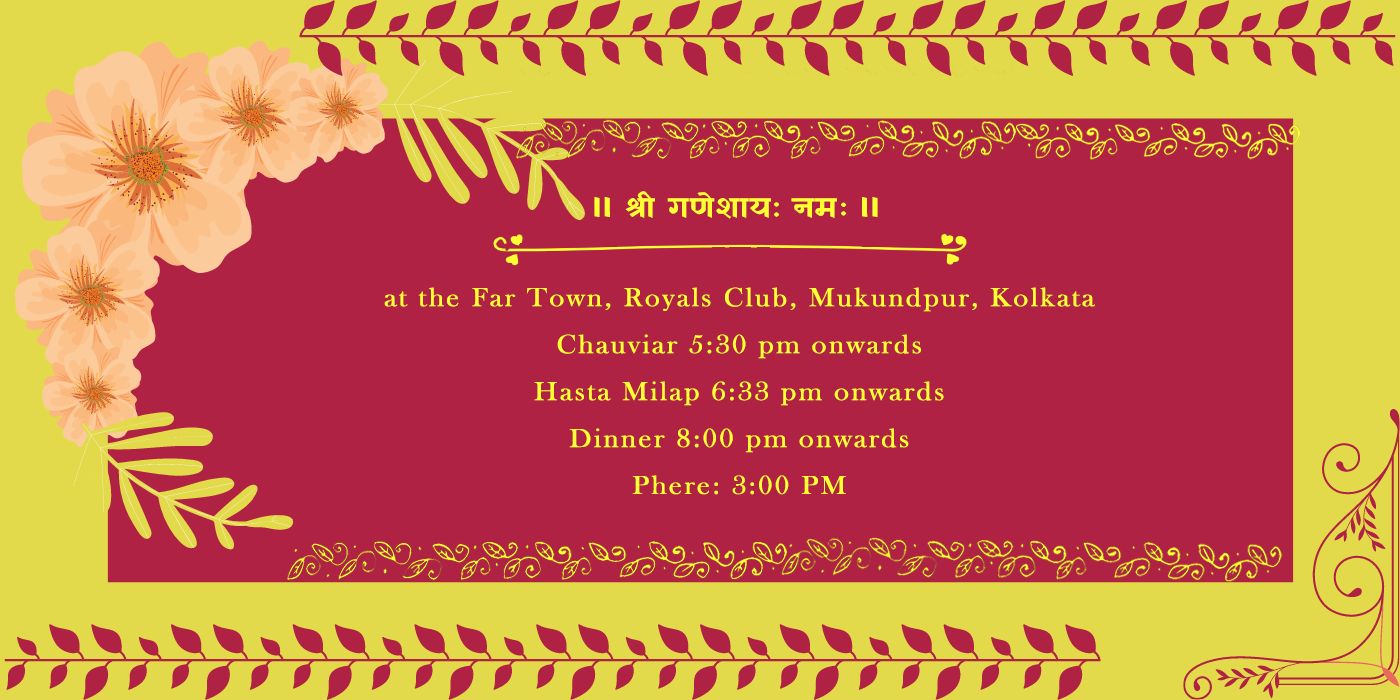 ॥ श्री गणेशायः नमः ॥
at the Far Town, Royals Club, Mukundpur, Kolkata
Chauviar 5:30 pm onwards
Hasta Milap 6:33 pm onwards
Dinner 8:00 pm onwards
Phere: 3:00 PM